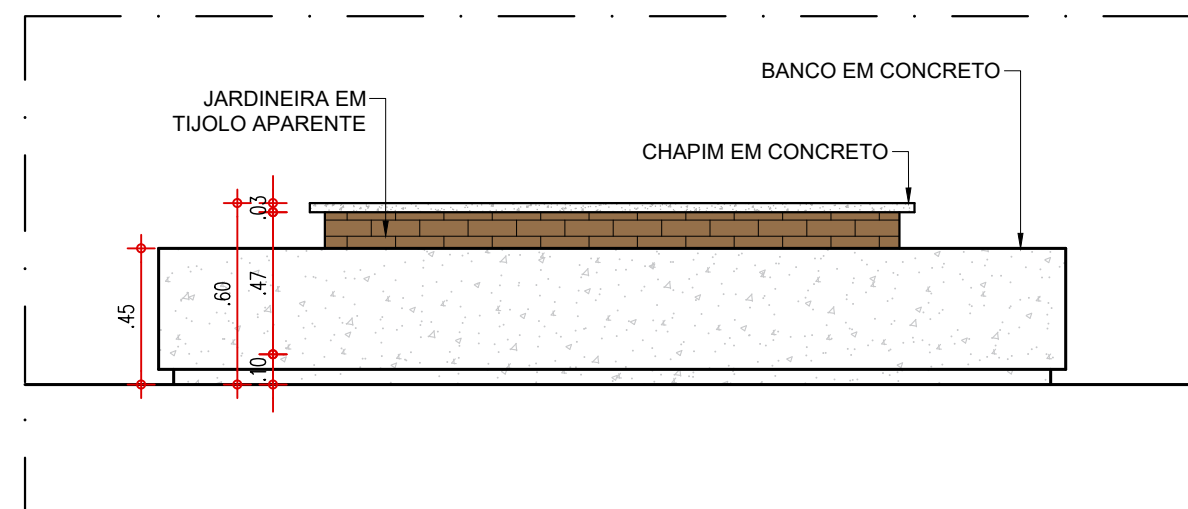 BANCO EM CONCRETO
JARDINEIRA EM
TIJOLO APARENTE
CHAPIM EM CONCRETO
.03
.47
.60
.45
.10